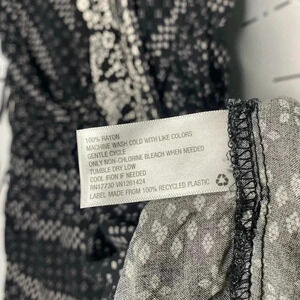 100% RAYON
MACHINE WASH COLD WITH LIKE COLORS
GENTLE CYCLE
ONLY NON-CHLORINE BLEACH WHEN NEEDED
TUMBLE DRY LOW
COOL IRON IF NEEDED
RN17730 VN1261424
LABEL MADE FROM 100% RECYCLED PLASTIC